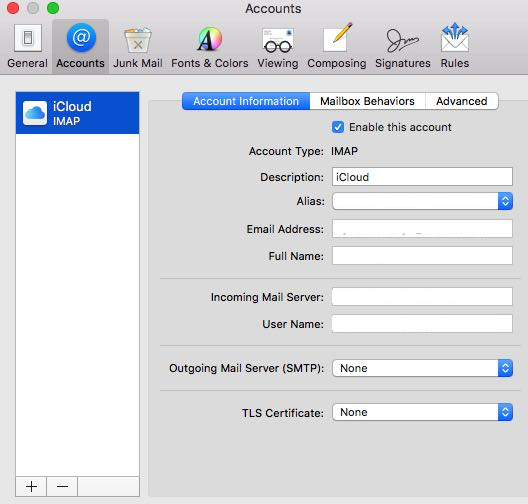 Accounts
General Accounts Junk Mail Fonts & Colors Viewing Composing Signatures Rules
iCloud
IMAP
Account Information Mailbox Behaviors Advanced
Enable this account
Account Type: IMAP
Description: iCloud
Alias:
Email Address:
Full Name:
Incoming Mail Server:
User Name:
Outgoing Mail Server (SMTP): None
TLS Certificate: None